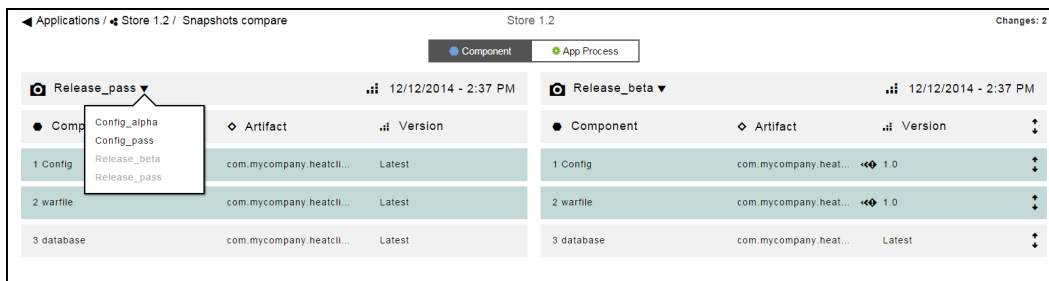 Applications / Store 1.2 / Snapshots compare Store 1.2 Changes: 2
Component App Process
Release_pass 12/12/2014 - 2:37 PM Release_beta 12/12/2014 - 2:37 PM
Comp Artifact Version Component Artifact Version
Config_alpha
Config_pass
Release_beta
Release_pass
1 Config com.mycompany.heatcli... Latest 1 Config com.mycompany.heat... 1.0
2 warfile com.mycompany.heatcli... Latest 2 warfile com.mycompany.heat... 1.0
3 database com.mycompany.heatcli... Latest 3 database com.mycompany.heat... Latest